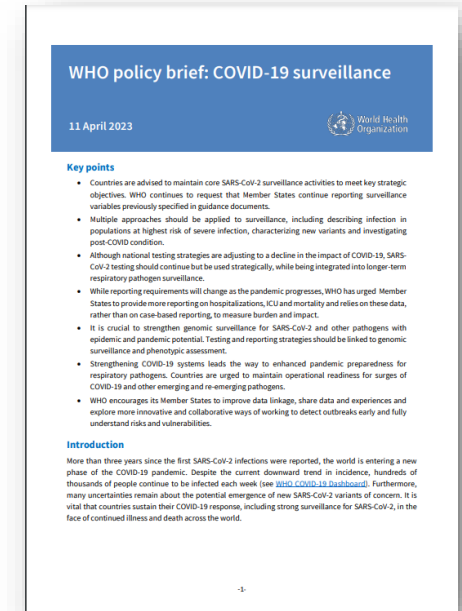 WHO policy brief: COVID-19 surveillance
11 April 2023
World Health
Organization
Key points
• Countries are advised to maintain core SARS-CoV-2 surveillance activities to meet key strategic
objectives. WHO continues to request that Member States continue reporting surveillance
variables previously specified in guidance documents.
• Multiple approaches should be applied to surveillance, including describing infection in
populations at highest risk of severe infection, characterizing new variants and investigating
post-COVID condition.
• Although national testing strategies are adjusting to a decline in the impact of COVID-19, SARS-
CoV-2 testing should continue but be used strategically, while being integrated into longer-term
respiratory pathogen surveillance.
• While reporting requirements will change as the pandemic progresses, WHO has urged Member
States to provide more reporting on hospitalizations, ICU and mortality and relies on these data,
rather than on case-based reporting, to measure burden and impact.
• It is crucial to strengthen genomic surveillance for SARS-CoV-2 and other pathogens with
epidemic and pandemic potential. Testing and reporting strategies should be linked to genomic
surveillance and phenotypic assessment.
• Strengthening COVID systems leads the way to enhanced pandemic preparedness for
respiratory pathogens. Countries are urged to maintain operational readiness for surges of
COVID-19 and other emerging and re-emerging pathogens.
• WHO encourages its Member States to improve data linkage, share data and experiences and
explore more innovative and collaborative ways of working to detect outbreaks early and fully
understand risks and vulnerabilities.
Introduction
More than three years since the first SARS-CoV-2 infections were reported, the world is entering a new
phase of the COVID-19 pandemic. Despite the current downward trend in incidence, hundreds of
thousands of people continue to be infected each week (see WHO COVID-19 Dashboard). Furthermore,
many uncertainties remain about the potential emergence of new SARS-CoV-2 variants of concern. It is
vital that countries sustain their COVID-19 response, including strong surveillance for SARS-CoV-2, in the
face of continued illness and death across the world.
-1-